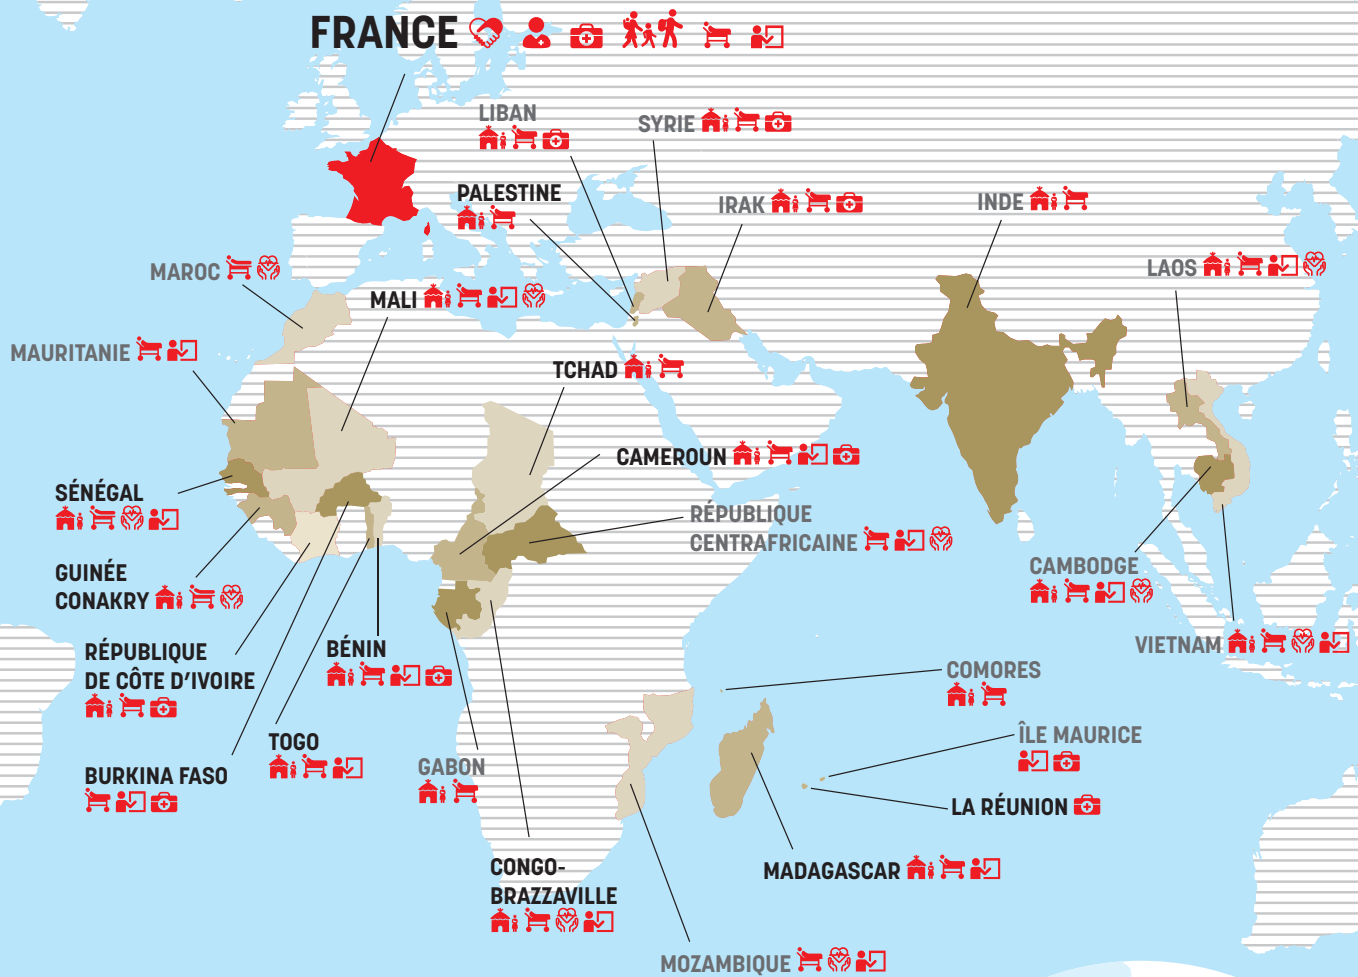 FRANCE
LIBAN
SYRIE
PALESTINE
IRAK
INDE
MAROC
LAOS
MALI
MAURITANIE
TCHAD
CAMEROUN
SÉNÉGAL
RÉPUBLIQUE
CENTRAFRICAINE
GUINÉE
CONAKRY
CAMBODGE
RÉPUBLIQUE
DE CÔTE D'IVOIRE
BÉNIN
VIETNAM
COMORES
TOGO
ÎLE MAURICE
BURKINA FASO
GABON
LA RÉUNION
CONGO-
BRAZZAVILLE
MADAGASCAR
MOZAMBIQUE